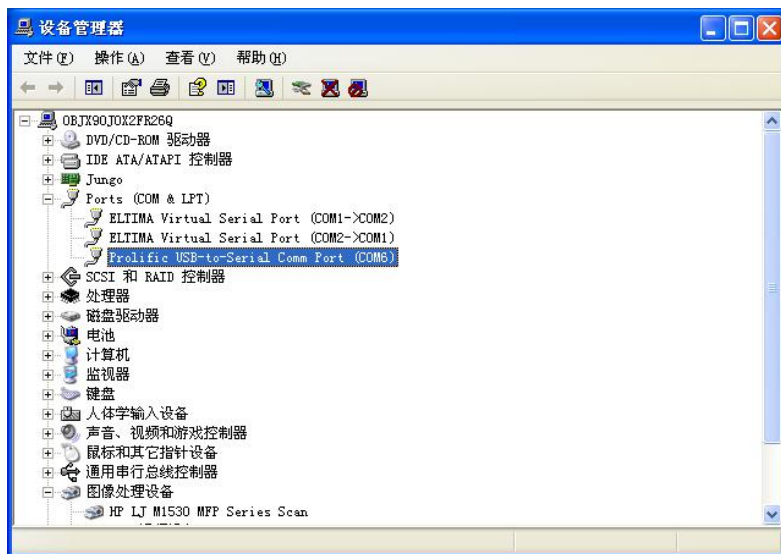 设备管理器
文件(F) 操作(A) 查看(V) 帮助(H)
OBJX90JOX2FR26Q
DVD/CD-ROM 驱动器
IDE ATA/ATAPI 控制器
Jungo
Ports (COM & LPT)
ELTIMA Virtual Serial Port (COM1->COM2)
ELTIMA Virtual Serial Port (COM2->COM1)
Prolific USB-to-Serial Comm Port (COM6)
SCSI 和 RAID 控制器
处理器
磁盘驱动器
电池
计算机
监视器
键盘
人体学输入设备
声音、视频和游戏控制器
鼠标和其它指针设备
通用串行总线控制器
图像处理设备
HP LJ M1530 MFP Series Scan